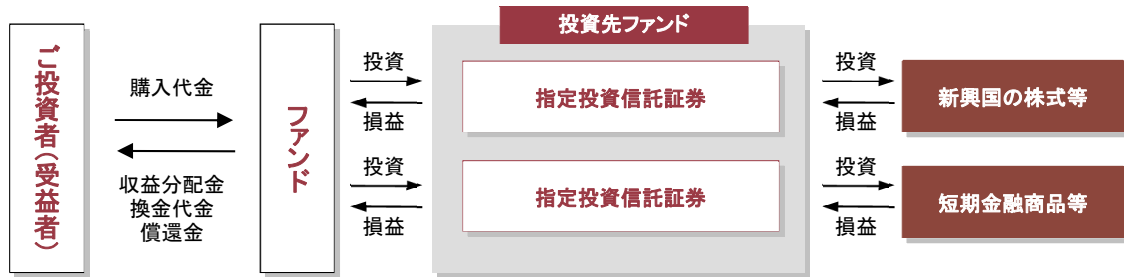 ご投資者(受益者)
購入代金
収益分配金
換金代金
償還金
ファンド
投資
損益
投資
損益
投資先ファンド
指定投資信託証券
指定投資信託証券
投資
損益
投資
損益
新興国の株式等
短期金融商品等